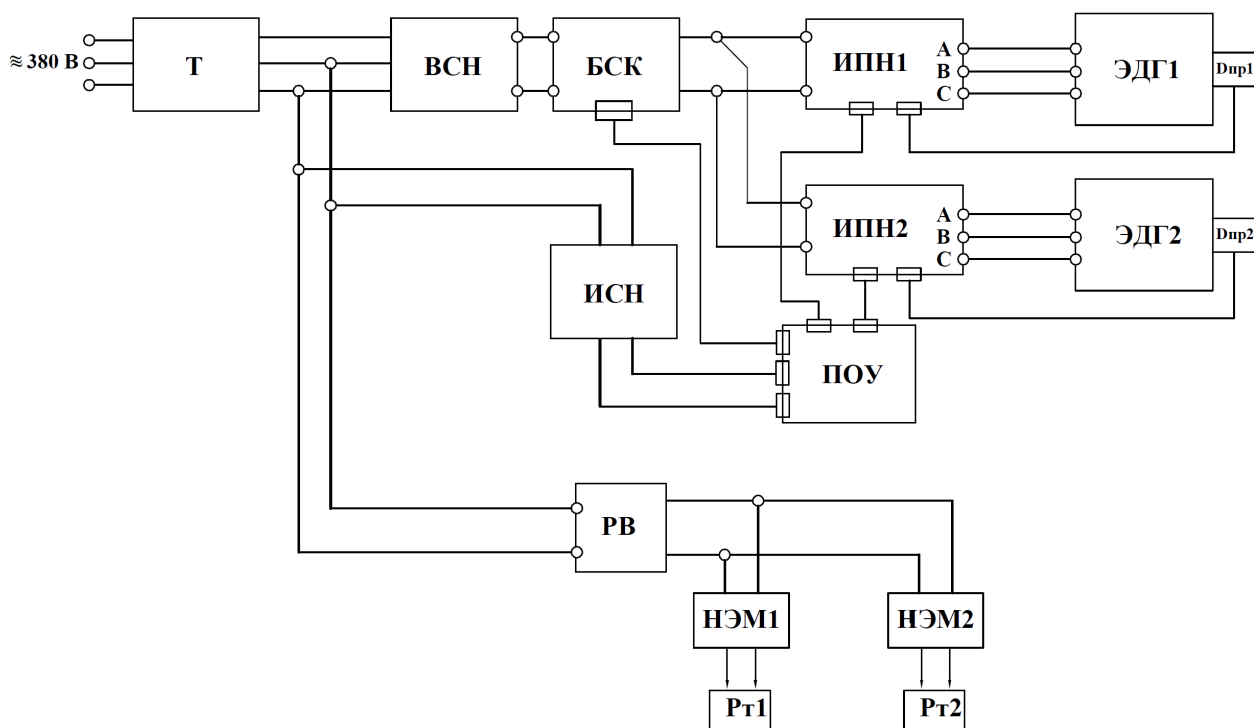 ≈ 380 В
Т
ВСН
БСК
ИПН1
А
В
С
ЭДГ1
Dпр1
ИПН2
А
В
С
ЭДГ2
Dпр2
ИСН
ПОУ
РВ
НЭМ1
НЭМ2
Рт1
Рт2